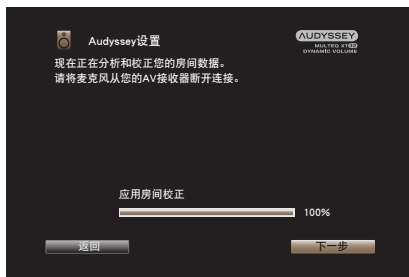 Audyssey设置
AUDYSSEY
MULTEQ XT32
DYNAMIC VOLUME
现在正在分析和校正您的房间数据。
请将麦克风从您的AV接收器断开连接。
应用房间校正
100%
返回
下一步